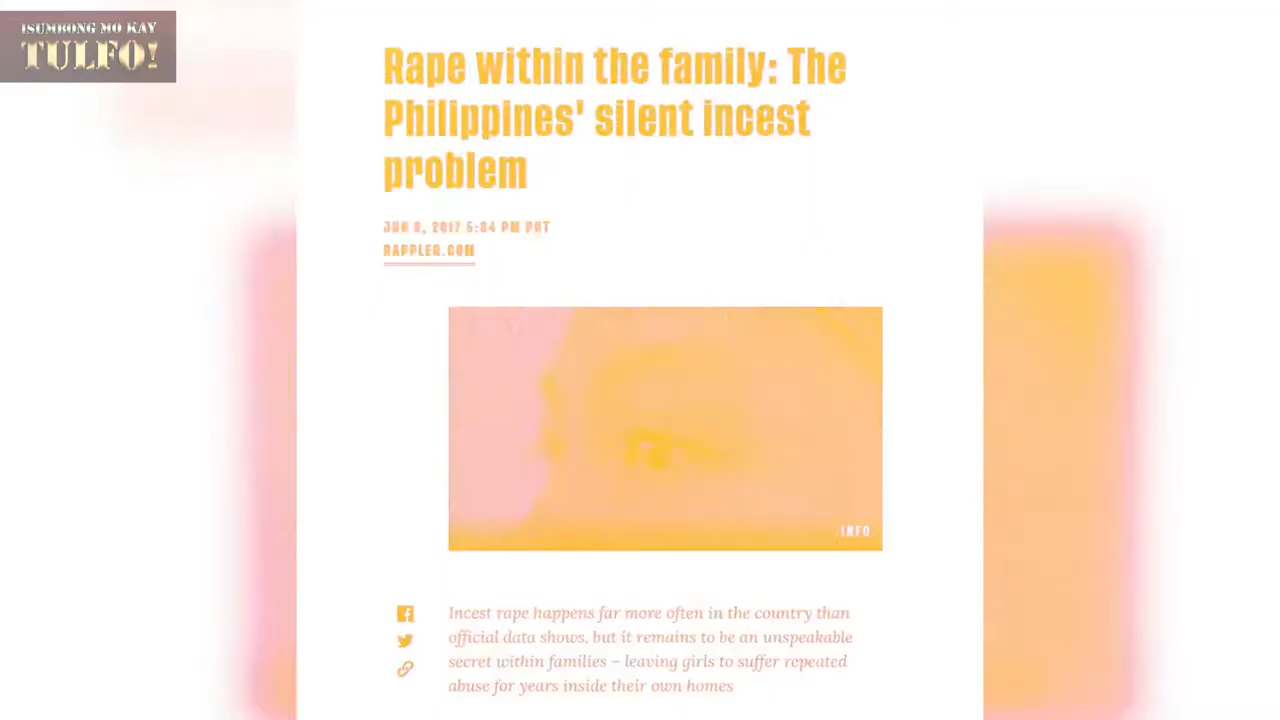 ISUMBONG MO KAY
TULFO!
Rape within the family: The
Philippines' silent incest
problem
JUN 8, 2017 5:04 PM PHT
RAPPLER.COM
INFO
Incest rape happens far more often in the country than
official data shows, but it remains to be an unspeakable
secret within families – leaving girls to suffer repeated
abuse for years inside their own homes